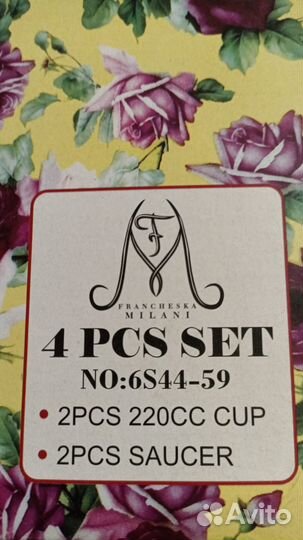 F
FRANCHESKA
MILANI
4 PCS SET
NO:6S44-59
• 2PCS 220CC CUP
• 2PCS SAUCER
Avito